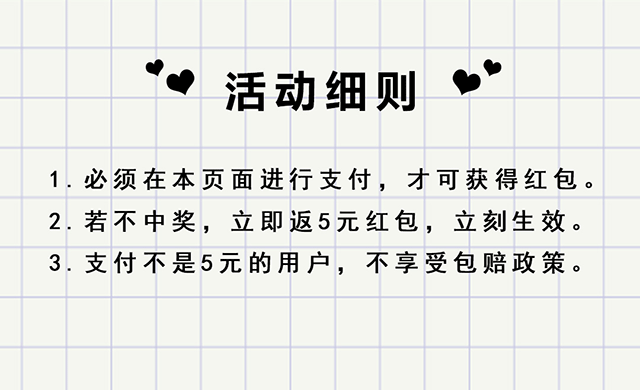 活动细则
1.必须在本页面进行支付，才可获得红包。
2.若不中奖，立即返5元红包，立刻生效。
3.支付不是5元的用户，不享受包赔政策。